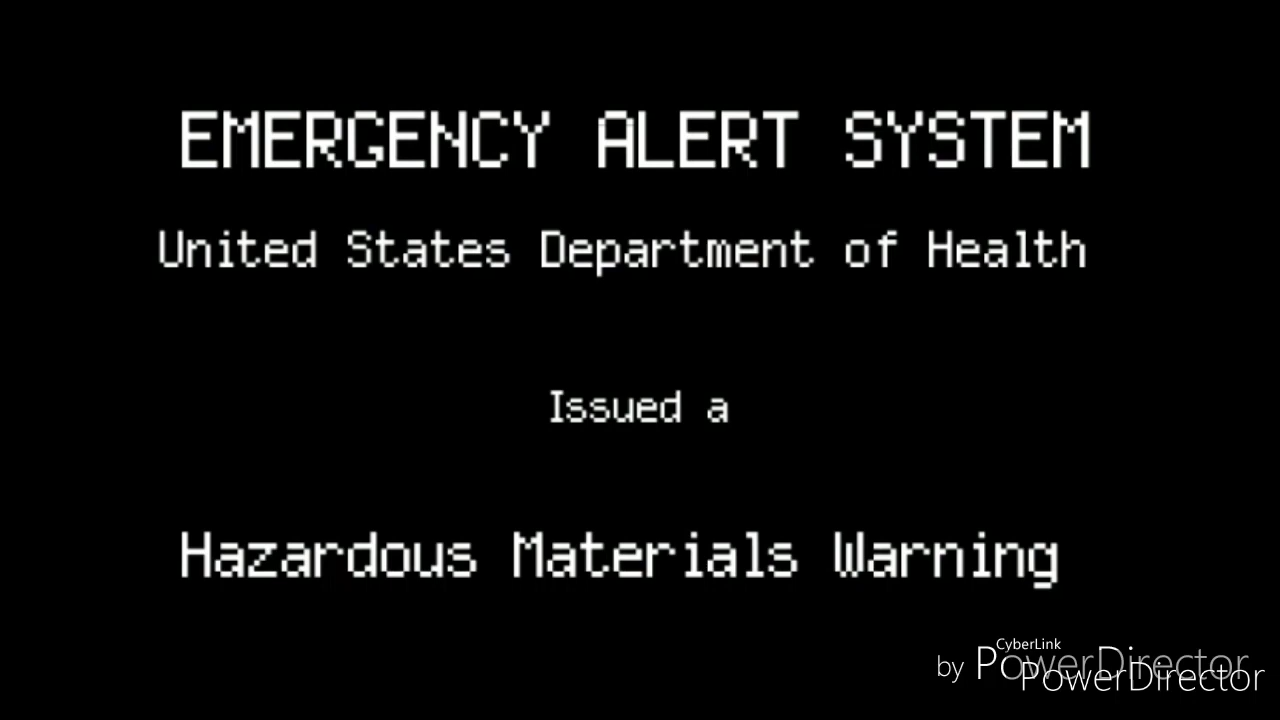 EMERGENCY ALERT SYSTEM
United States Department of Health
Issued a
Hazardous Materials Warning
CyberLink
by PowerDirector
PowerDirector